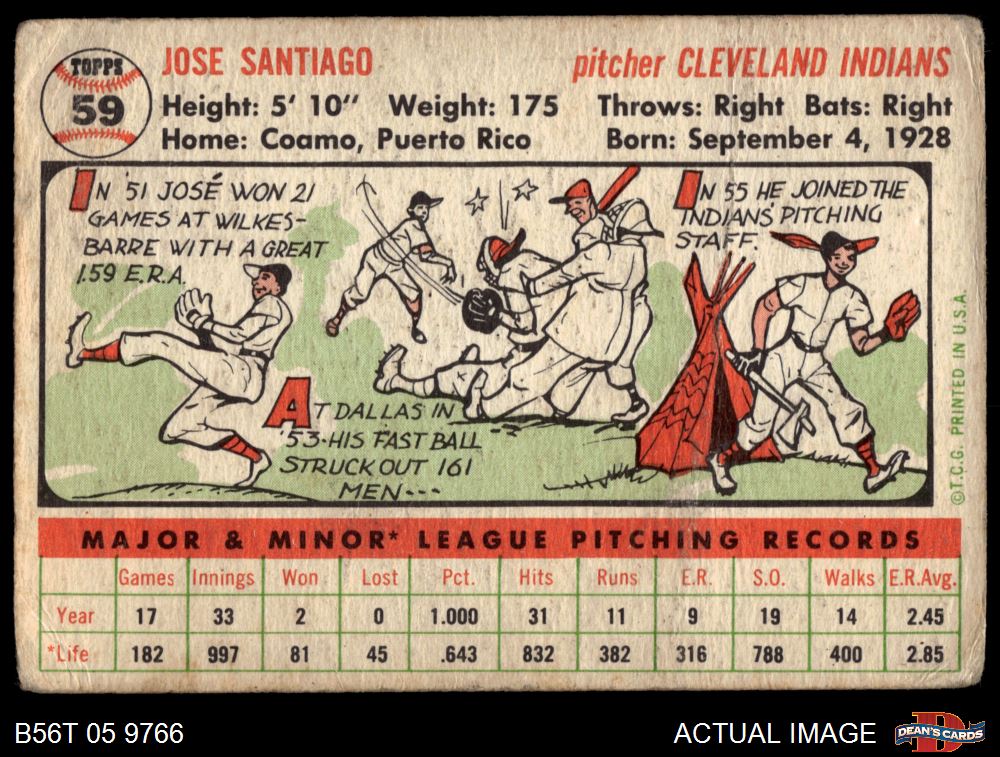 TOPPS
59
JOSE SANTIAGO
pitcher CLEVELAND INDIANS
Height: 5' 10" Weight: 175 Throws: Right Bats: Right
Home: Coamo, Puerto Rico Born: September 4, 1928
IN '51 JOSÉ WON 21
GAMES AT WILKES-
BARRE WITH A GREAT
1.59 E.R.A.
AT DALLAS IN
'53-HIS FAST BALL
STRUCK OUT 161
MEN---
IN 55 HE JOINED THE
INDIANS' PITCHING
STAFF.
©T.C.G. PRINTED IN U.S.A.
MAJOR & MINOR* LEAGUE PITCHING RECORDS
Games Innings Won Lost Pct. Hits Runs E.R. S.O. Walks E.R.Avg.
Year 17 33 2 0 1.000 31 11 9 19 14 2.45
*Life 182 997 81 45 .643 832 382 316 788 400 2.85
B56T 05 9766
ACTUAL IMAGE
DEAN'S CARDS